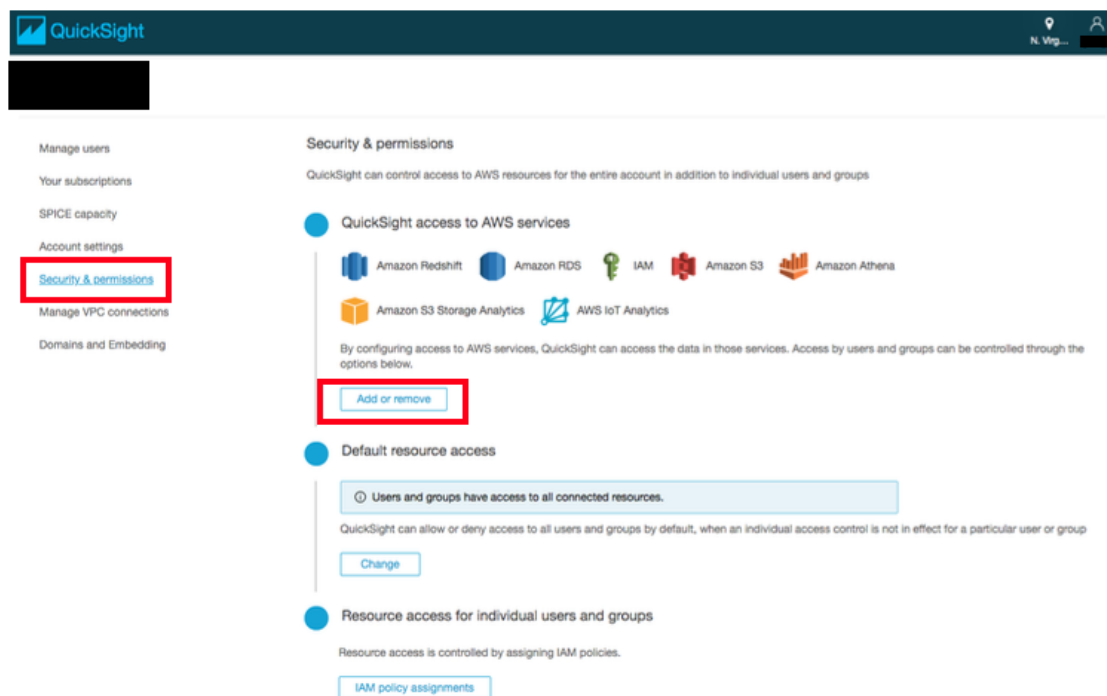 QuickSight
N. Virg...
Manage users
Your subscriptions
SPICE capacity
Account settings
Security & permissions
Manage VPC connections
Domains and Embedding
Security & permissions
QuickSight can control access to AWS resources for the entire account in addition to individual users and groups
QuickSight access to AWS services
Amazon Redshift Amazon RDS IAM Amazon S3 Amazon Athena
Amazon S3 Storage Analytics AWS IoT Analytics
By configuring access to AWS services, QuickSight can access the data in those services. Access by users and groups can be controlled through the
options below.
Add or remove
Default resource access
Users and groups have access to all connected resources.
QuickSight can allow or deny access to all users and groups by default, when an individual access control is not in effect for a particular user or group
Change
Resource access for individual users and groups
Resource access is controlled by assigning IAM policies.
IAM policy assignments